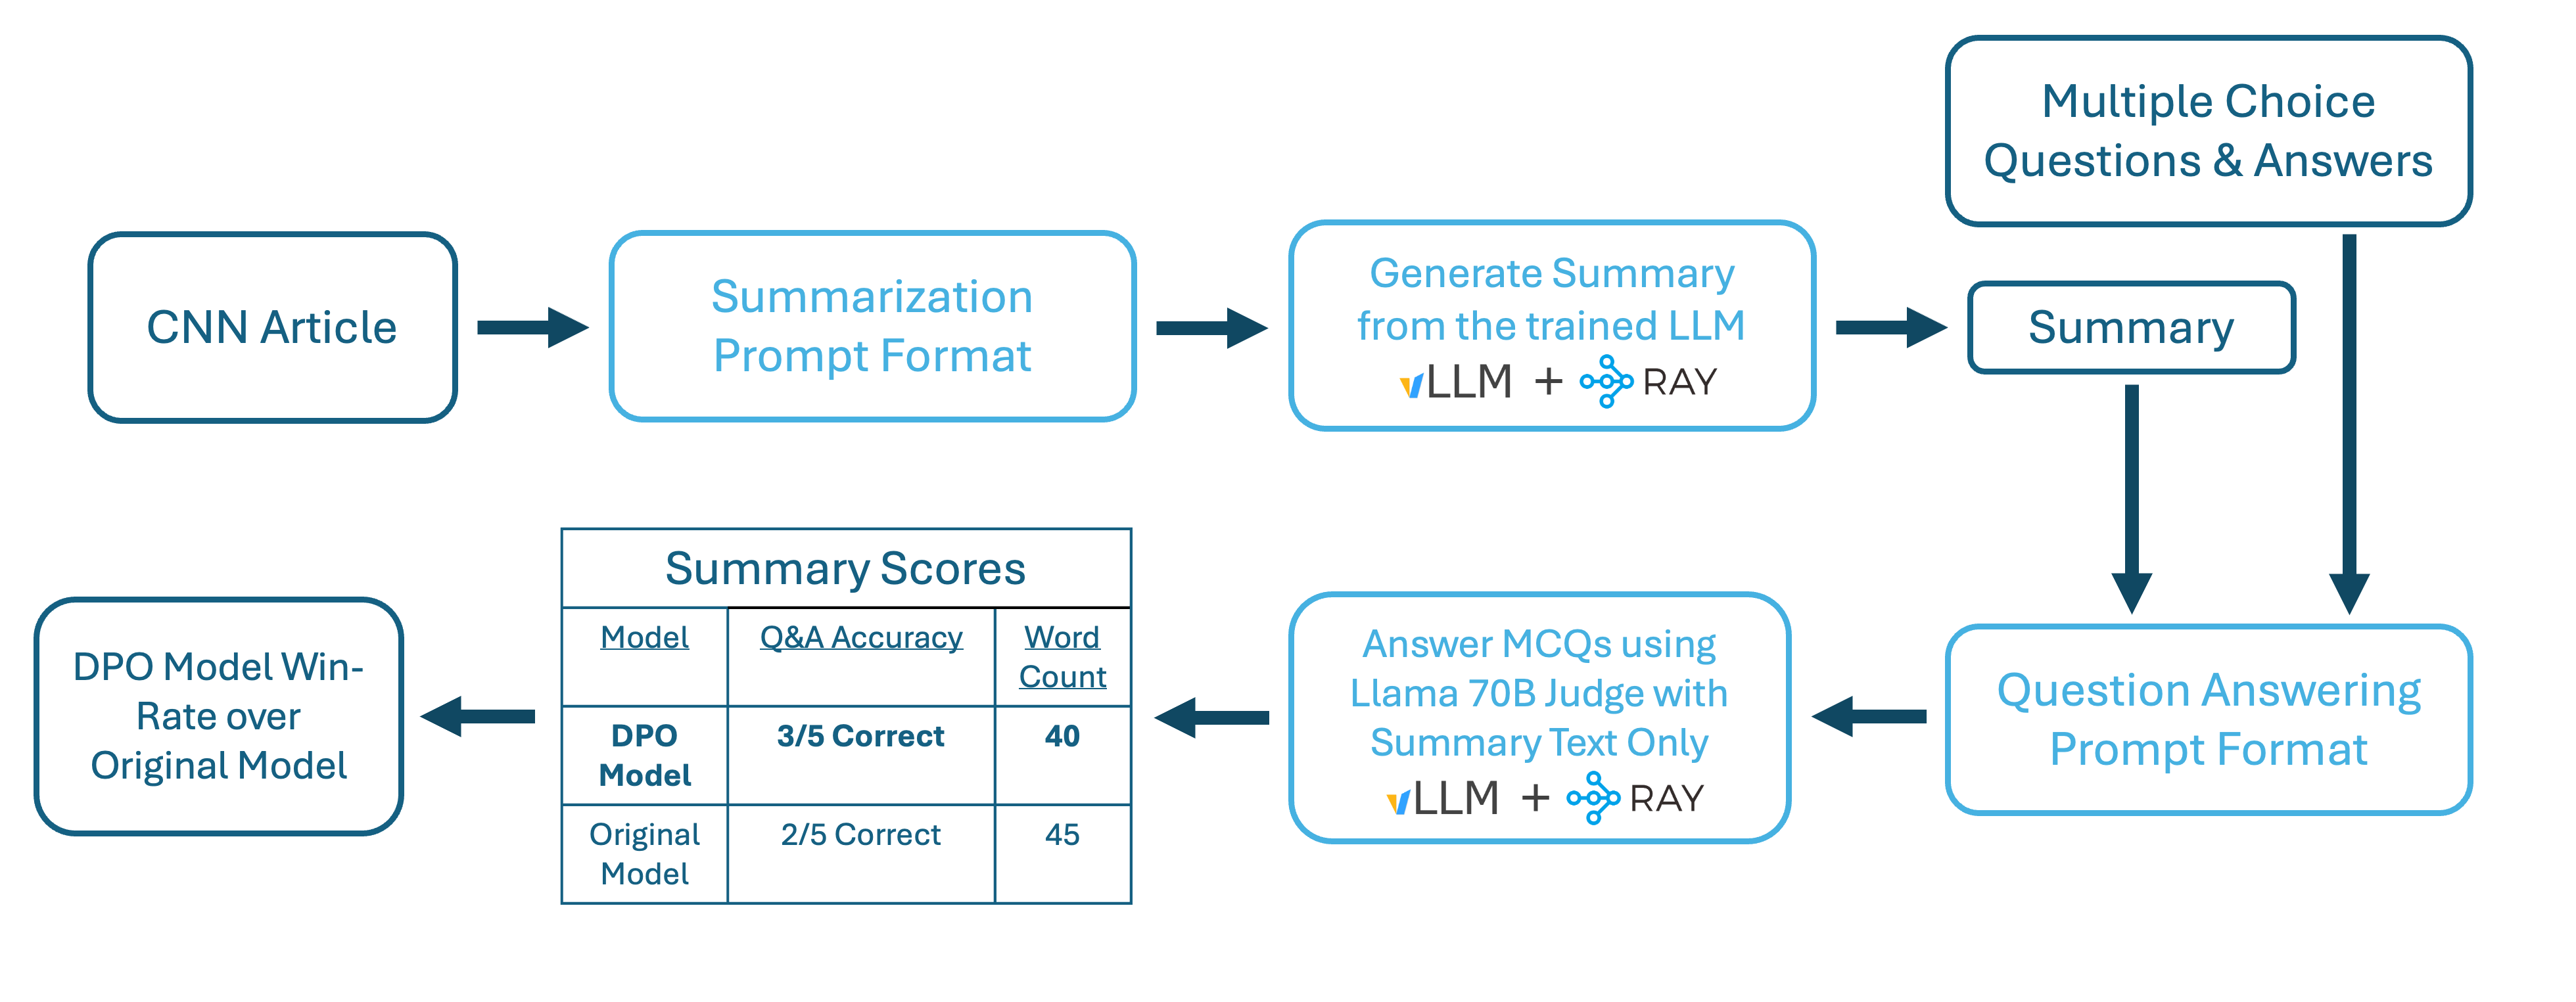 Multiple Choice
Questions & Answers
CNN Article
Summarization
Prompt Format
Generate Summary
from the trained LLM
vLLM + RAY
Summary
Summary Scores
Model Q&A Accuracy Word
Count
DPO
Model 3/5 Correct 40
Original
Model 2/5 Correct 45
DPO Model Win-
Rate over
Original Model
Answer MCQs using
Llama 70B Judge with
Summary Text Only
vLLM + RAY
Question Answering
Prompt Format